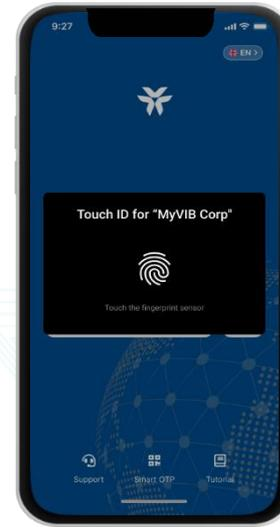 9:27
EN >
Touch ID for “MyVIB Corp"
Touch the fingerprint sensor
Support
Smart OTP
Tutorial